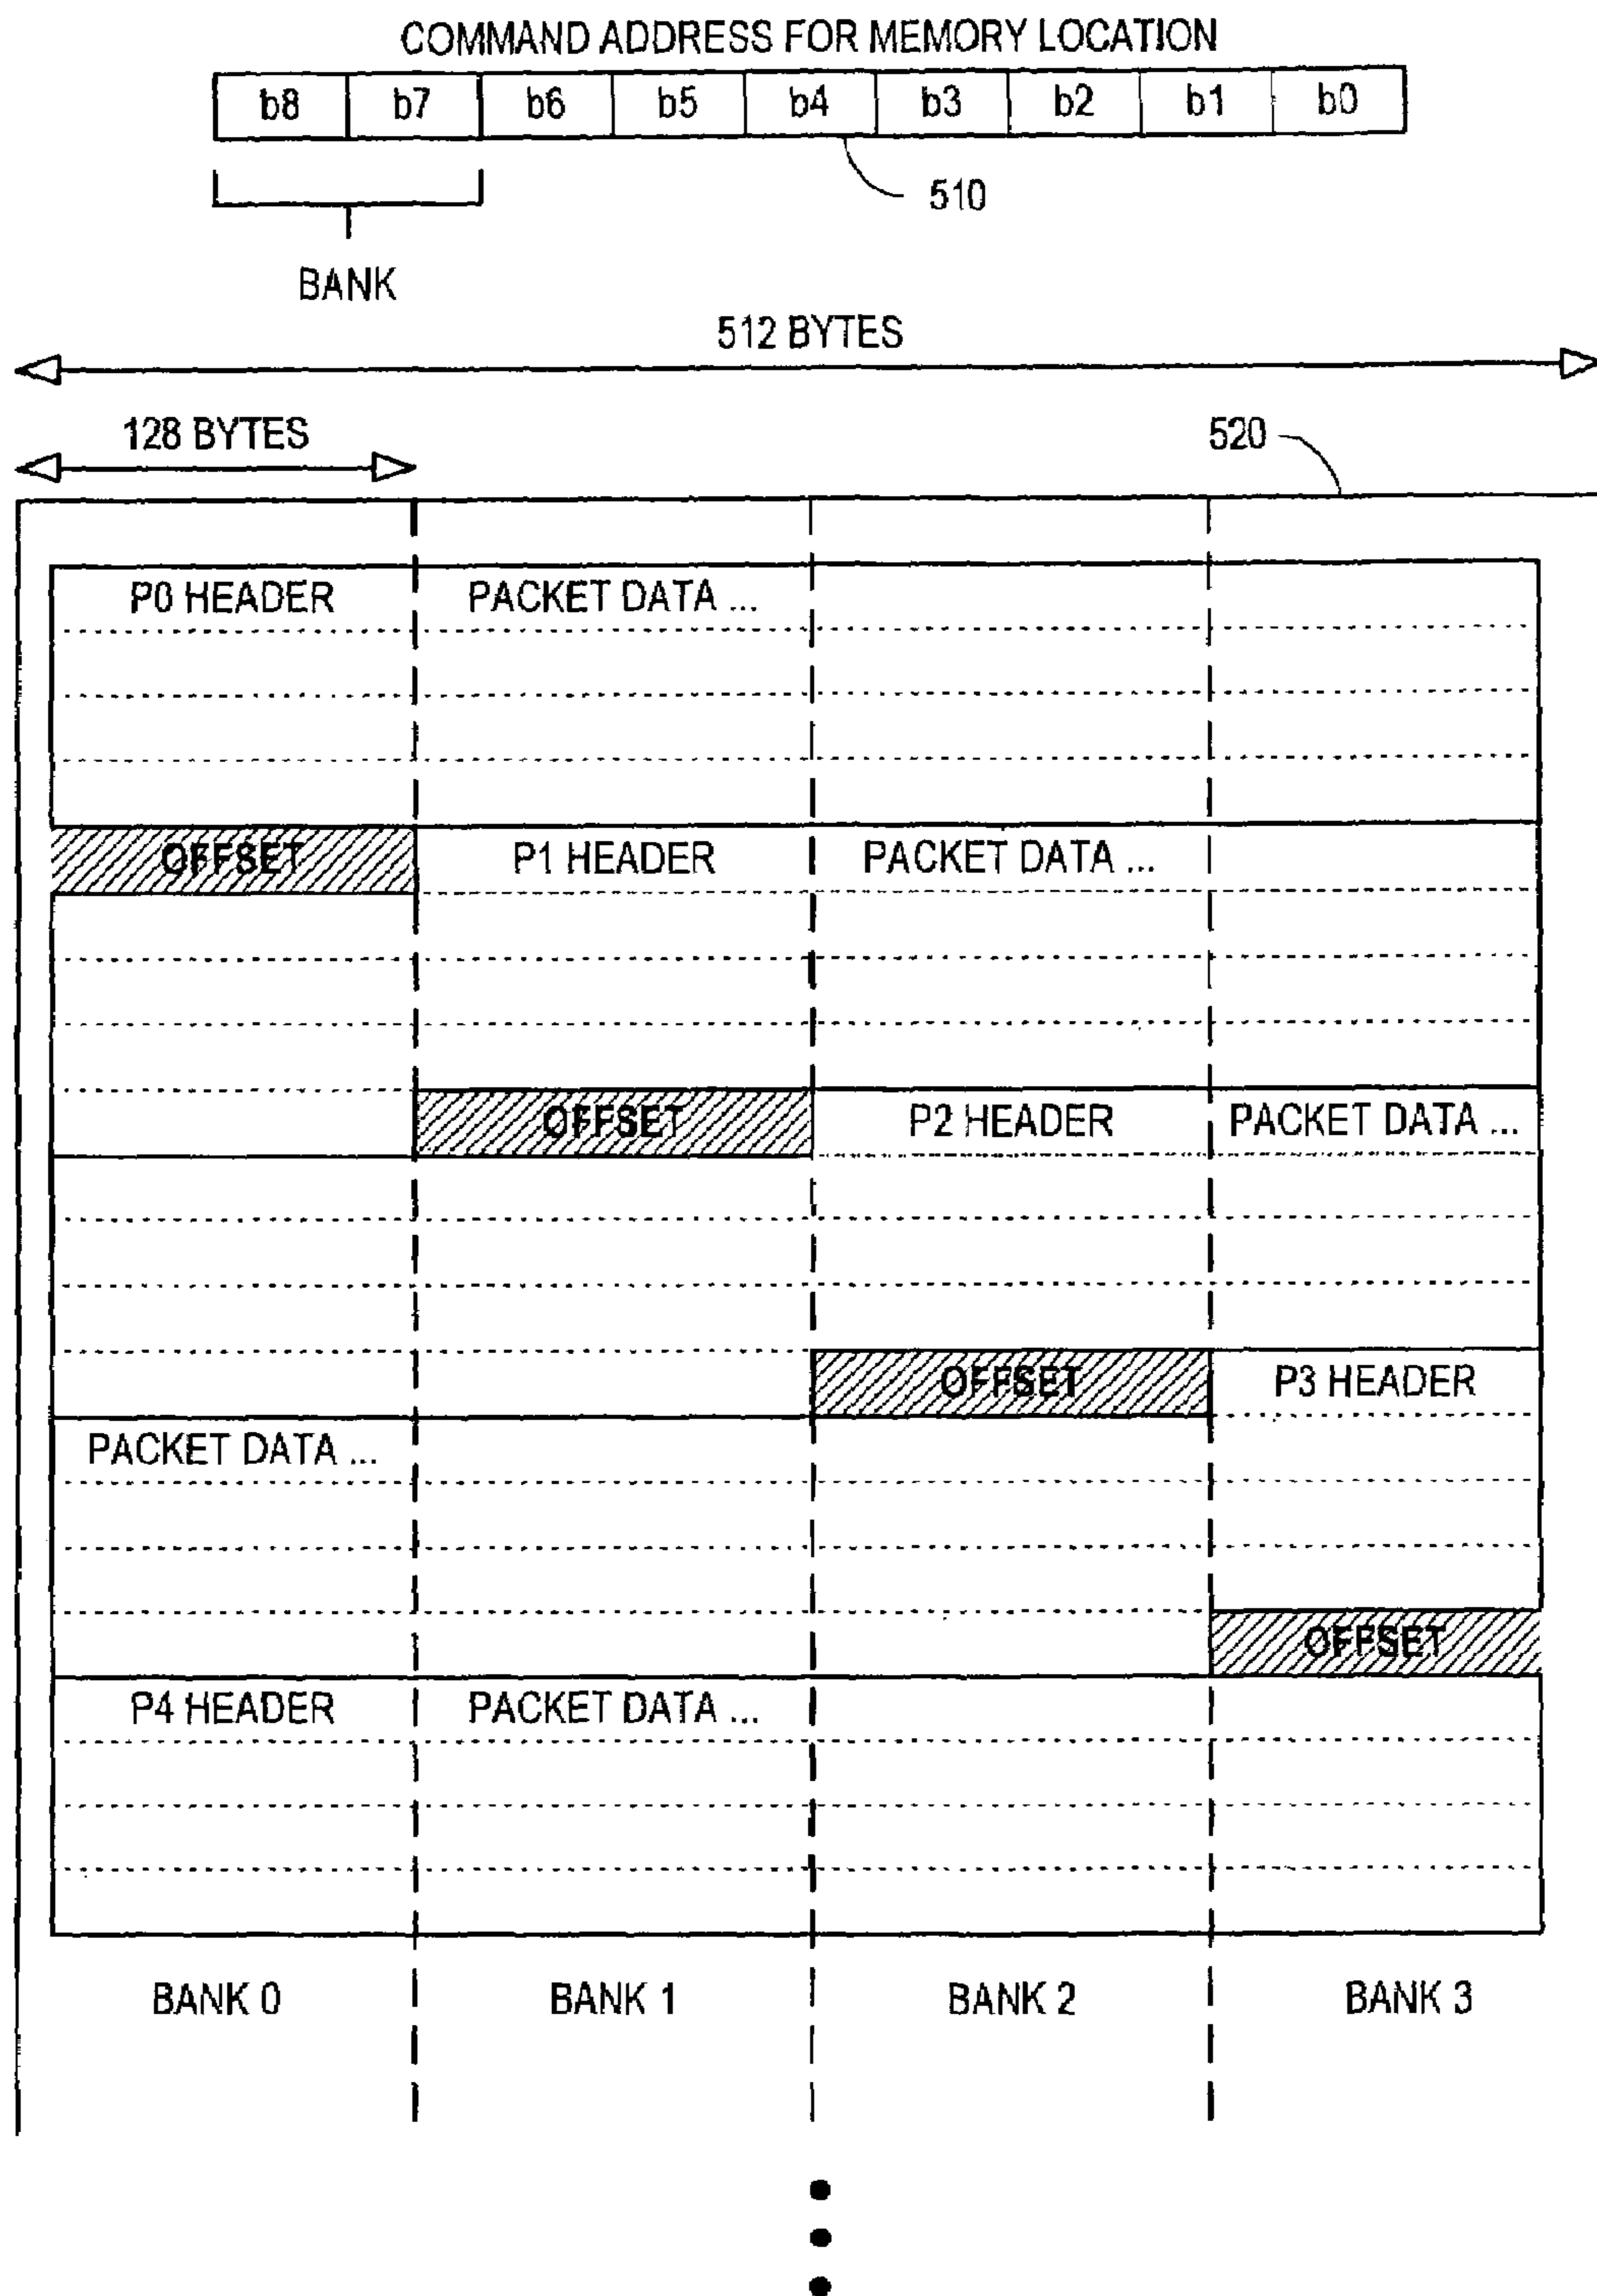 COMMAND ADDRESS FOR MEMORY LOCATION
b8 b7 b6 b5 b4 b3 b2 b1 b0
510
BANK
512 BYTES
128 BYTES
520
P0 HEADER PACKET DATA ...
OFFSET P1 HEADER PACKET DATA ...
OFFSET P2 HEADER PACKET DATA ...
OFFSET P3 HEADER
PACKET DATA ...
OFFSET
P4 HEADER PACKET DATA ...
BANK 0 BANK 1 BANK 2 BANK 3